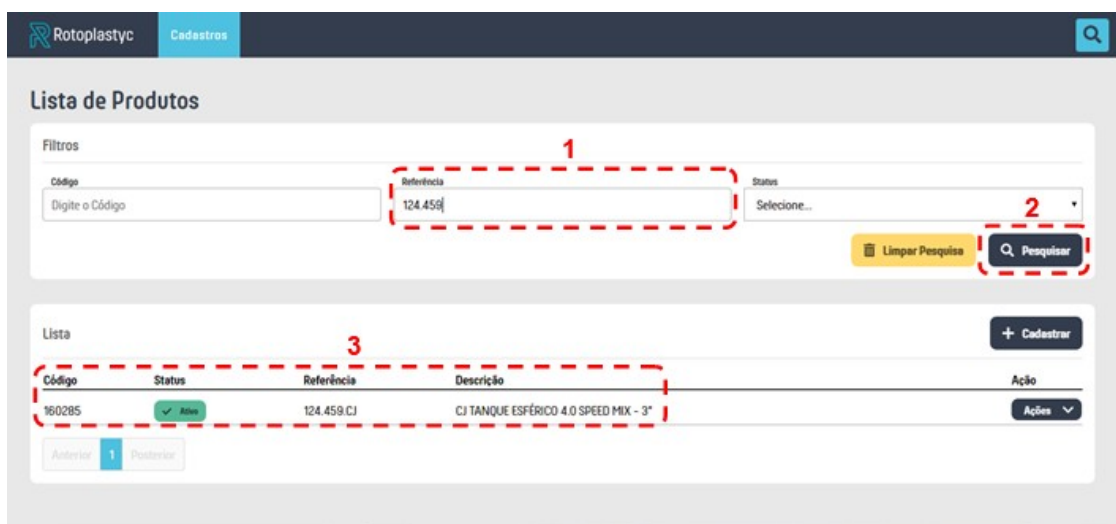 Rotoplastyc Cadastros
Lista de Produtos
Filtros
1
Código Referência Status
Digite o Código 124.459 Selecione...
2
Limpar Pesquisa Pesquisar
Lista + Cadastrar
3
Código Status Referência Descrição Ação
160285 Ativo 124.459.CJ CJ TANQUE ESFÉRICO 4.0 SPEED MIX - 3" Ações
Anterior 1 Posterior